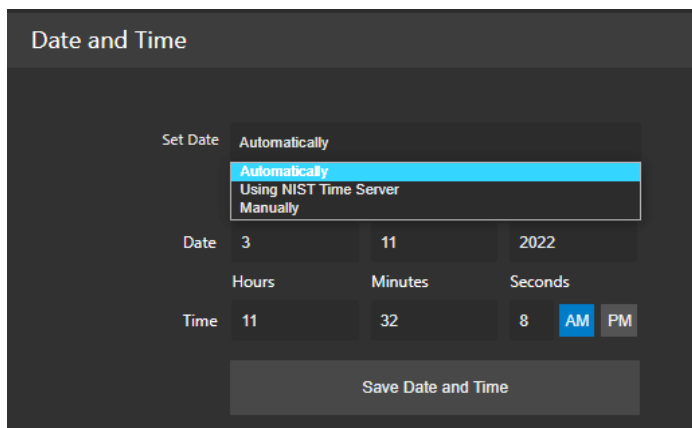 Date and Time
Set Date Automatically
Automatically
Using NIST Time Server
Manually
Date 3 11 2022
Hours Minutes Seconds
Time 11 32 8 AM PM
Save Date and Time